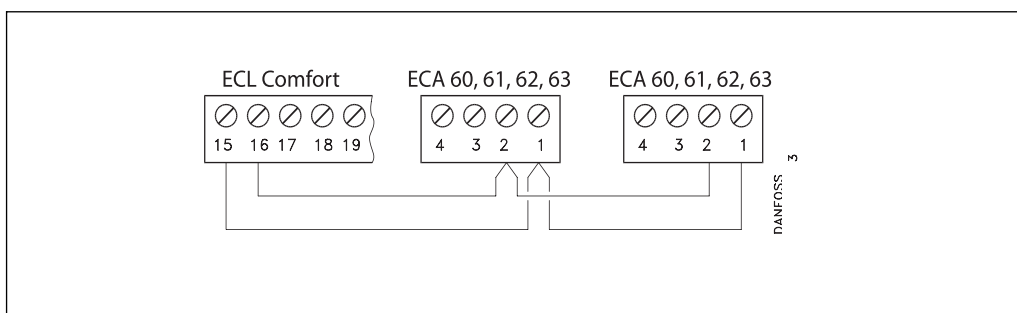 ECL Comfort
ECA 60, 61, 62, 63
ECA 60, 61, 62, 63
15 16 17 18 19
4 3 2 1
4 3 2 1
DANFOSS
3